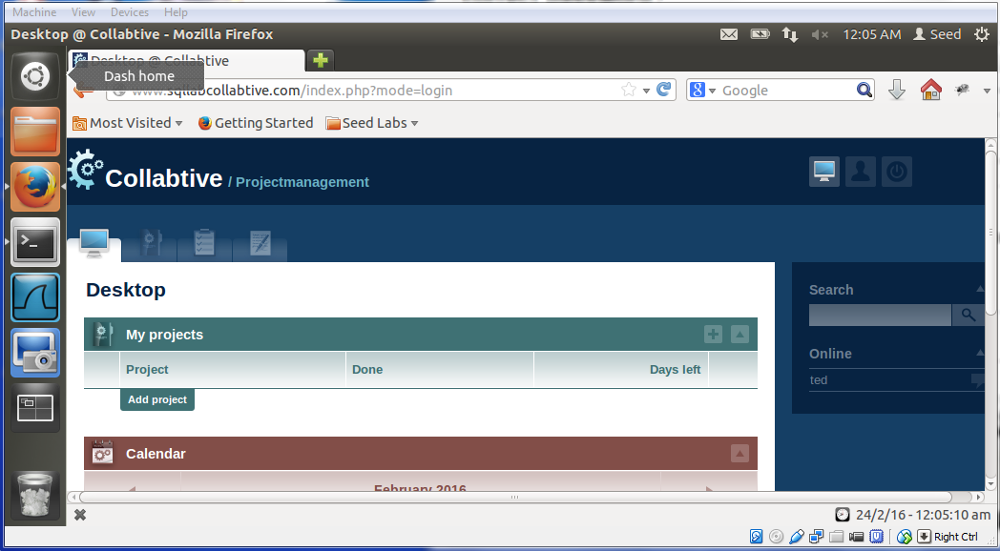 Machine View Devices Help
Desktop @ Collabtive - Mozilla Firefox 12:05 AM Seed
Desktop @ Collabtive
Dash home
www.sqllabcollabtive.com/index.php?mode=login Google
Most Visited Getting Started Seed Labs
Collabtive / Projectmanagement
Desktop
Search
My projects
Online
Project Done Days left
ted
Add project
Calendar
February 2016
24/2/16 - 12:05:10 am
Right Ctrl